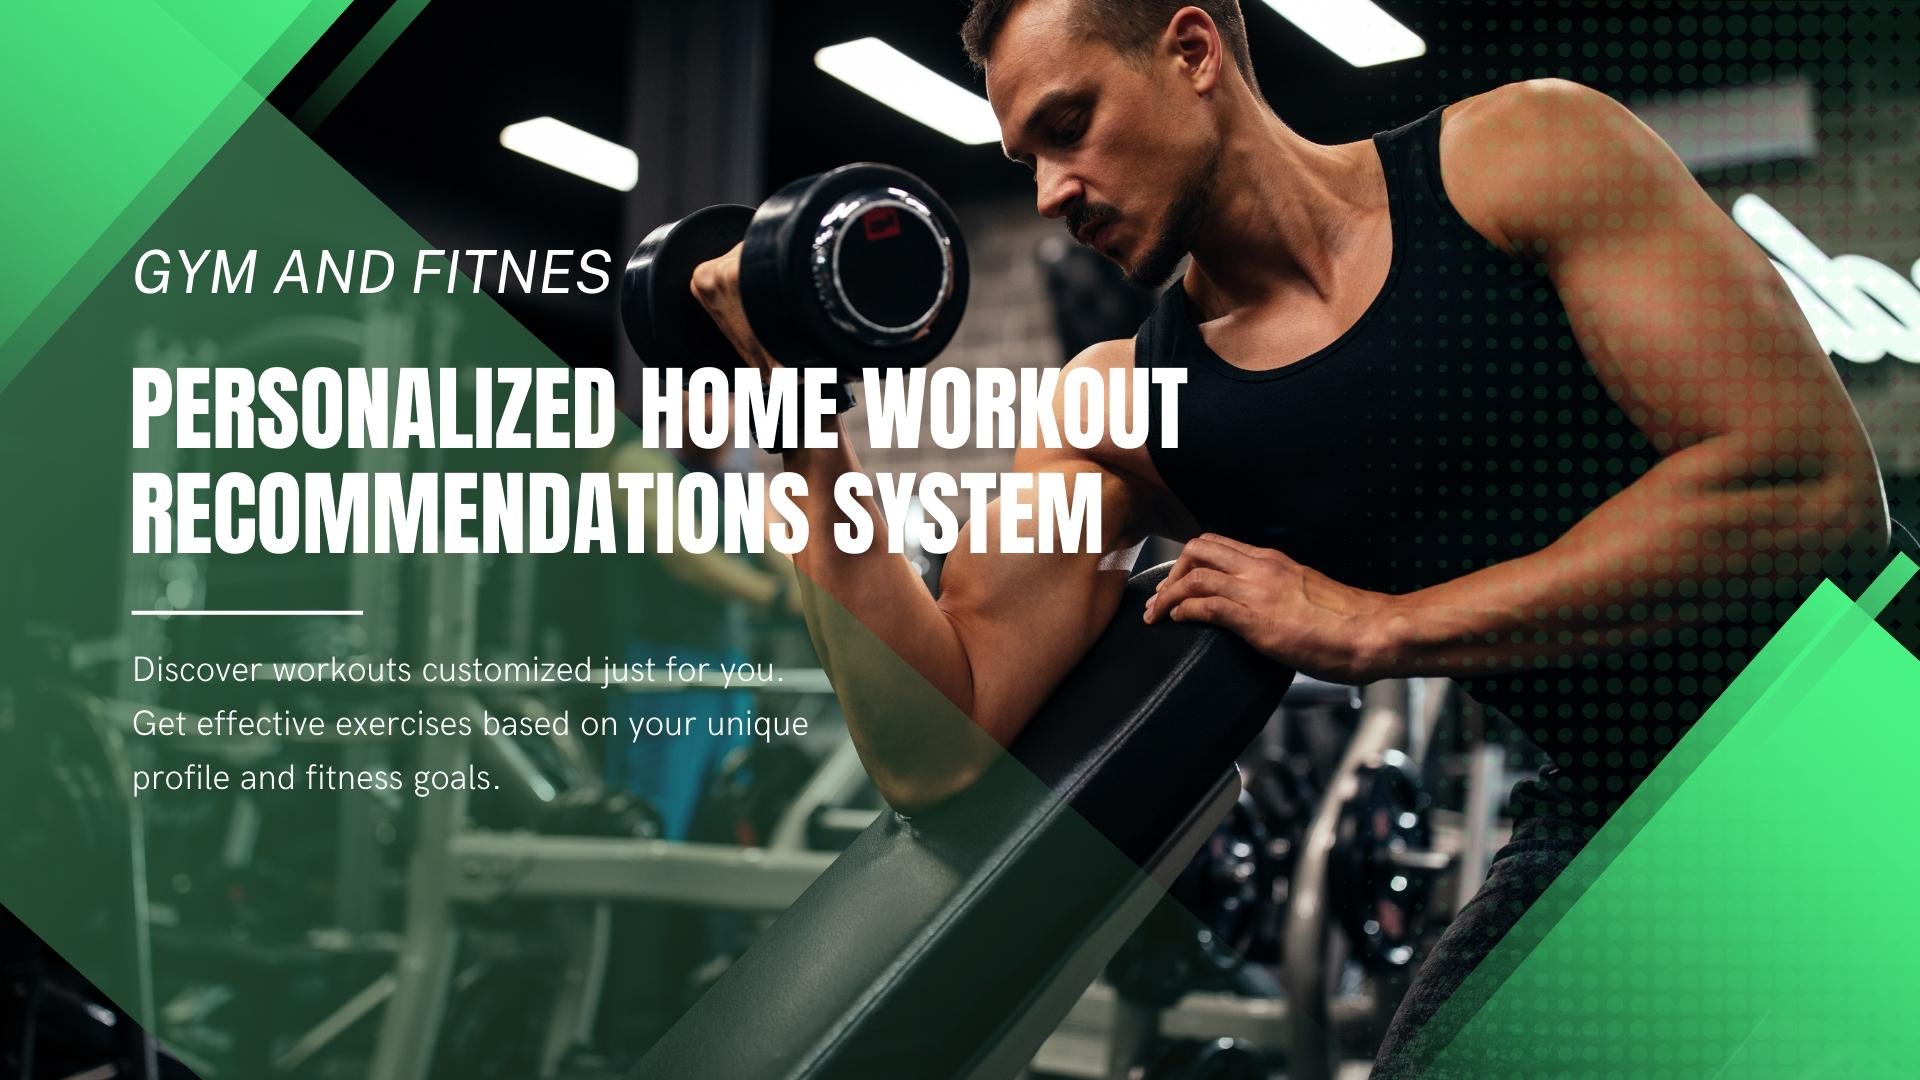 GYM AND FITNES
PERSONALIZED HOME WORKOUT
RECOMMENDATIONS SYSTEM
Discover workouts customized just for you.
Get effective exercises based on your unique
profile and fitness goals.